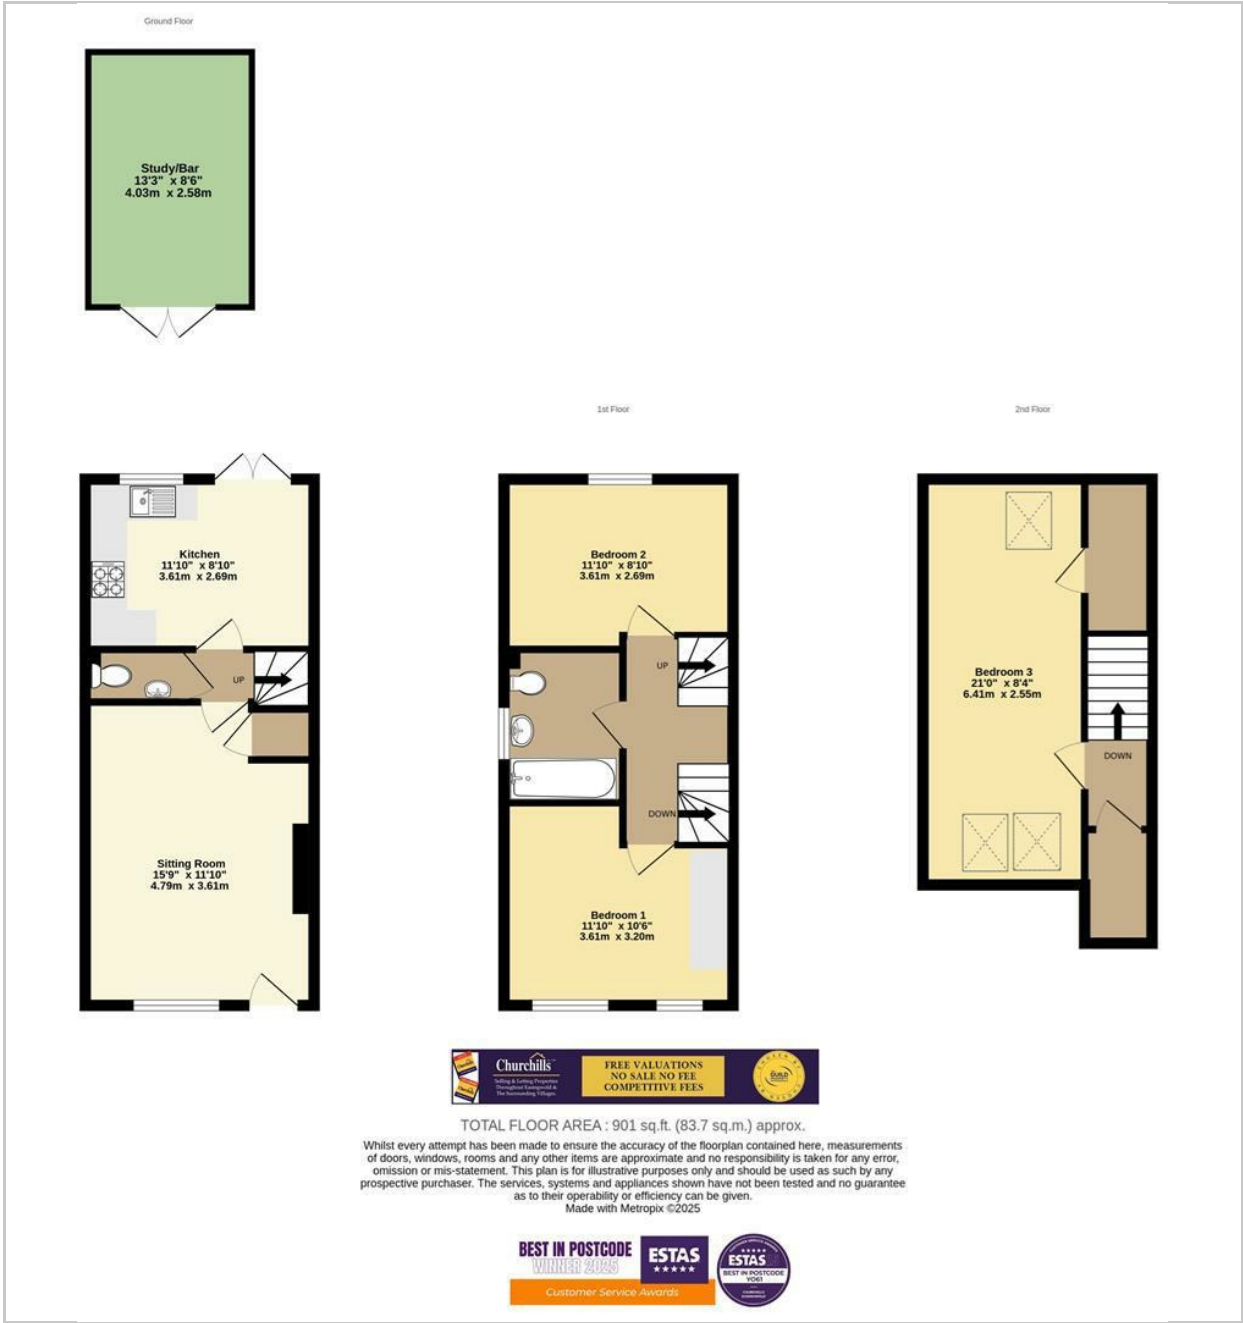 Ground Floor
Study/Bar
13'3" x 8'6"
4.03m x 2.58m
1st Floor
2nd Floor
Kitchen
11'10" x 8'10"
3.61m x 2.69m
UP
Sitting Room
15'9" x 11'10"
4.79m x 3.61m
Bedroom 2
11'10" x 8'10"
3.61m x 2.69m
UP
DOWN
Bedroom 1
11'10" x 10'6"
3.61m x 3.20m
Bedroom 3
21'0" x 8'4"
6.41m x 2.55m
DOWN
Churchills
Selling & Letting Properties
Throughout Easingwold &
The Surrounding Villages
FREE VALUATIONS
NO SALE NO FEE
COMPETITIVE FEES
GUILD
TOTAL FLOOR AREA : 901 sq.ft. (83.7 sq.m.) approx.
Whilst every attempt has been made to ensure the accuracy of the floorplan contained here, measurements
of doors, windows, rooms and any other items are approximate and no responsibility is taken for any error,
omission or mis-statement. This plan is for illustrative purposes only and should be used as such by any
prospective purchaser. The services, systems and appliances shown have not been tested and no guarantee
as to their operability or efficiency can be given.
Made with Metropix ©2025
BEST IN POSTCODE
WINNER 2025
ESTAS
Customer Service Awards
ESTAS
BEST IN POSTCODE
YO61